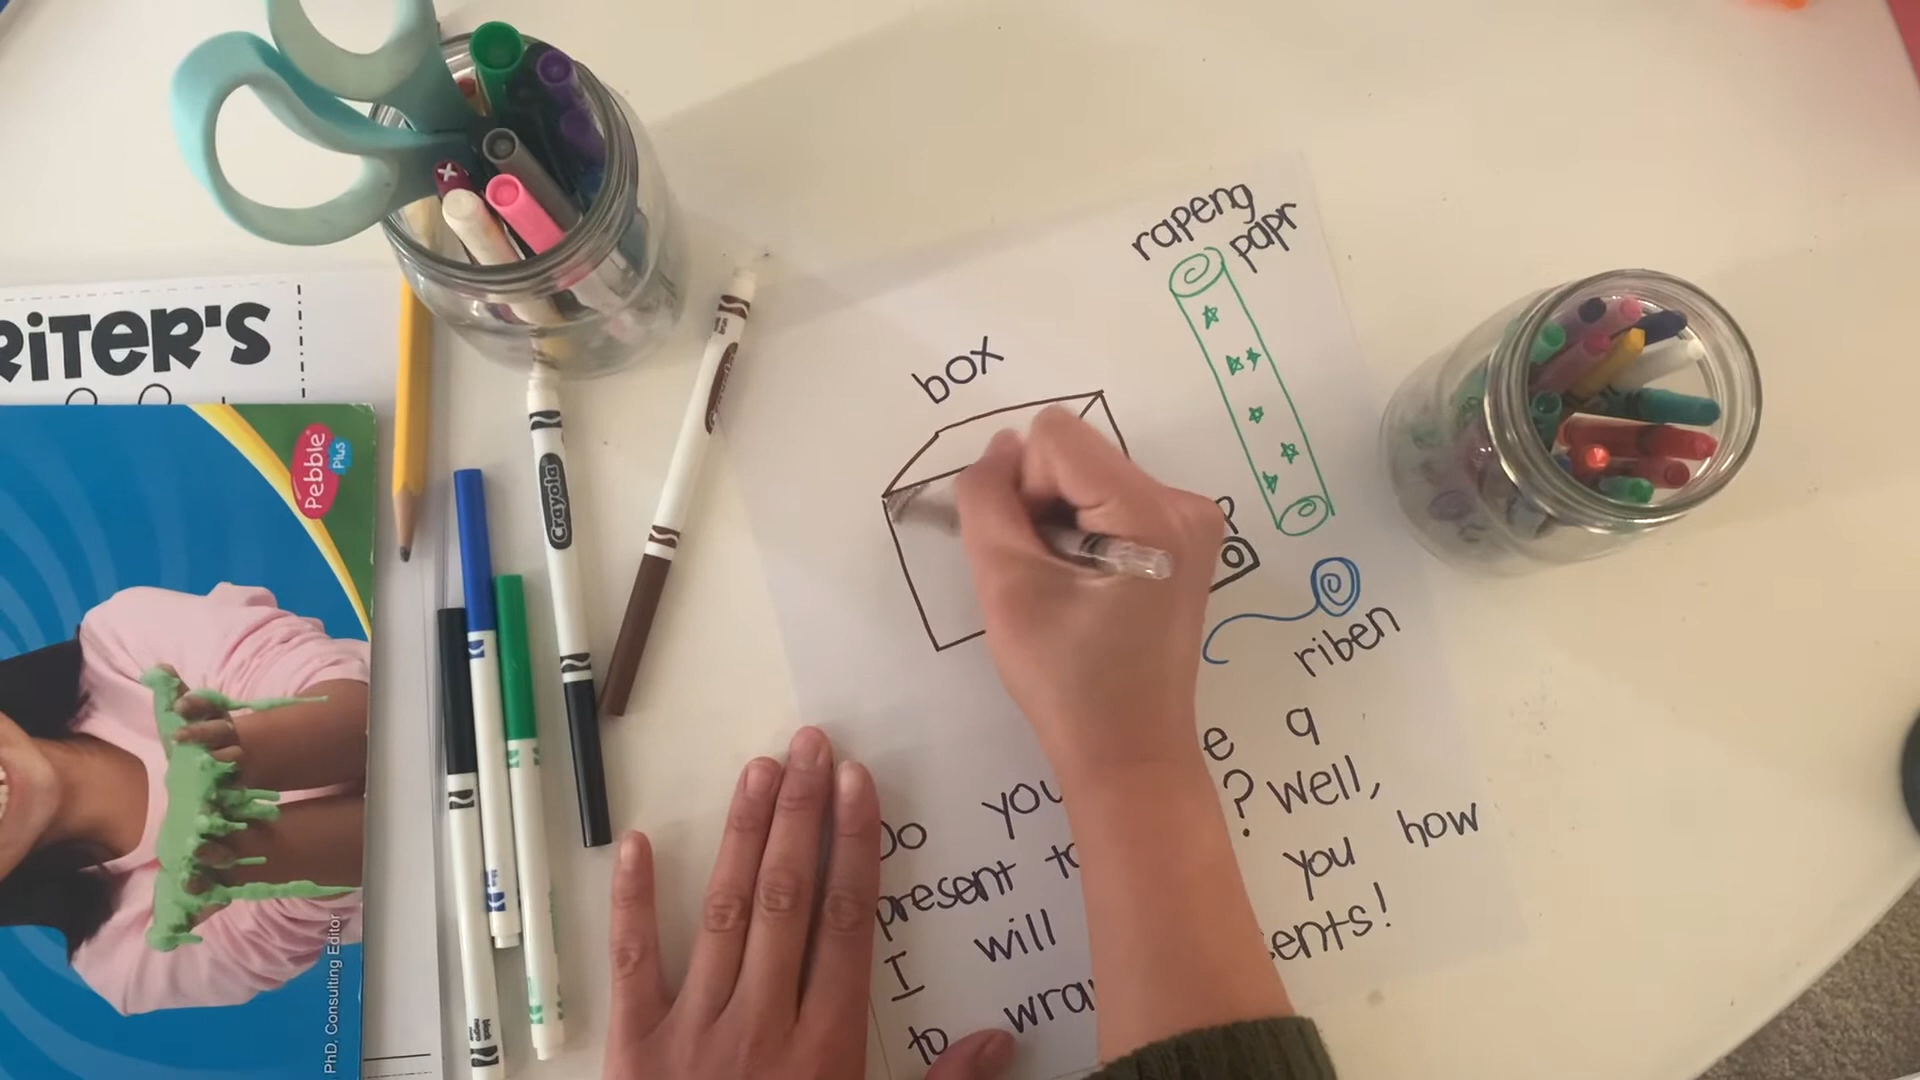 RiTER'S
Pebble
Plus
PhD, Consulting Editor
Crayola
rapeng
papr
box
riben
Do you e a
present to ? Well,
I will you how
to wra ents!